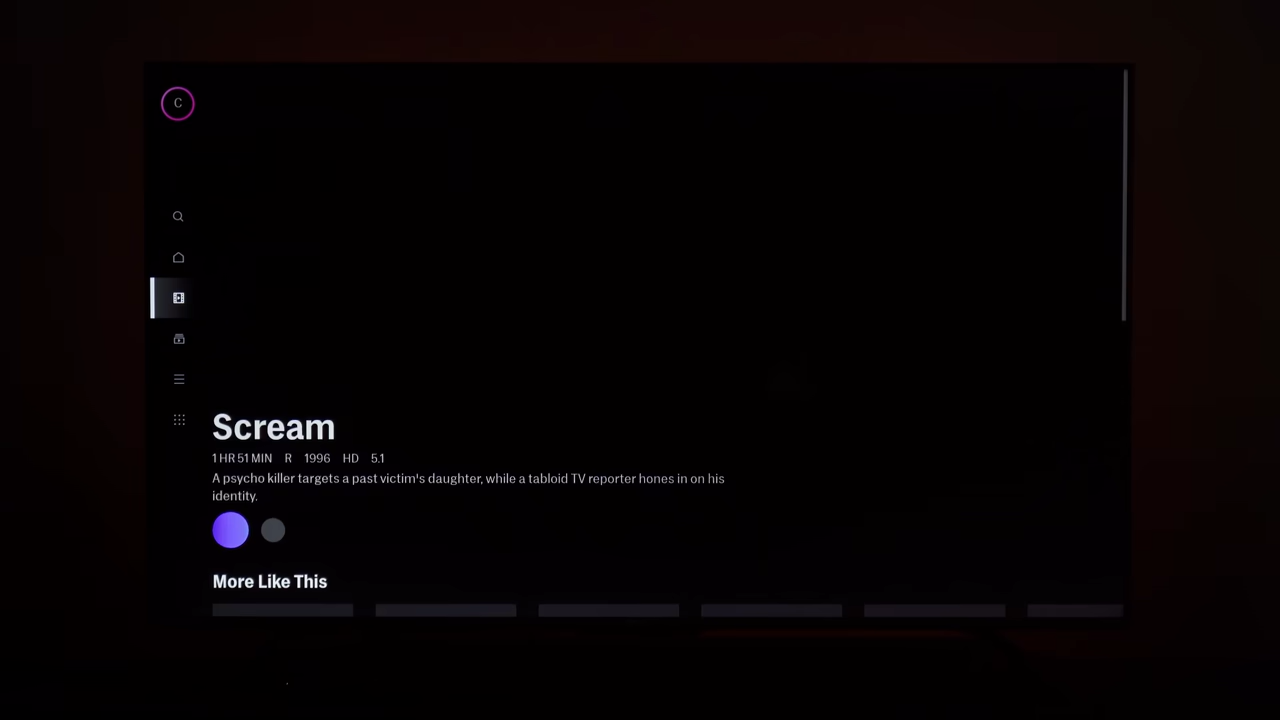 C
Scream
1 HR 51 MIN R 1996 HD 5.1
A psycho killer targets a past victim's daughter, while a tabloid TV reporter hones in on his
identity.
More Like This